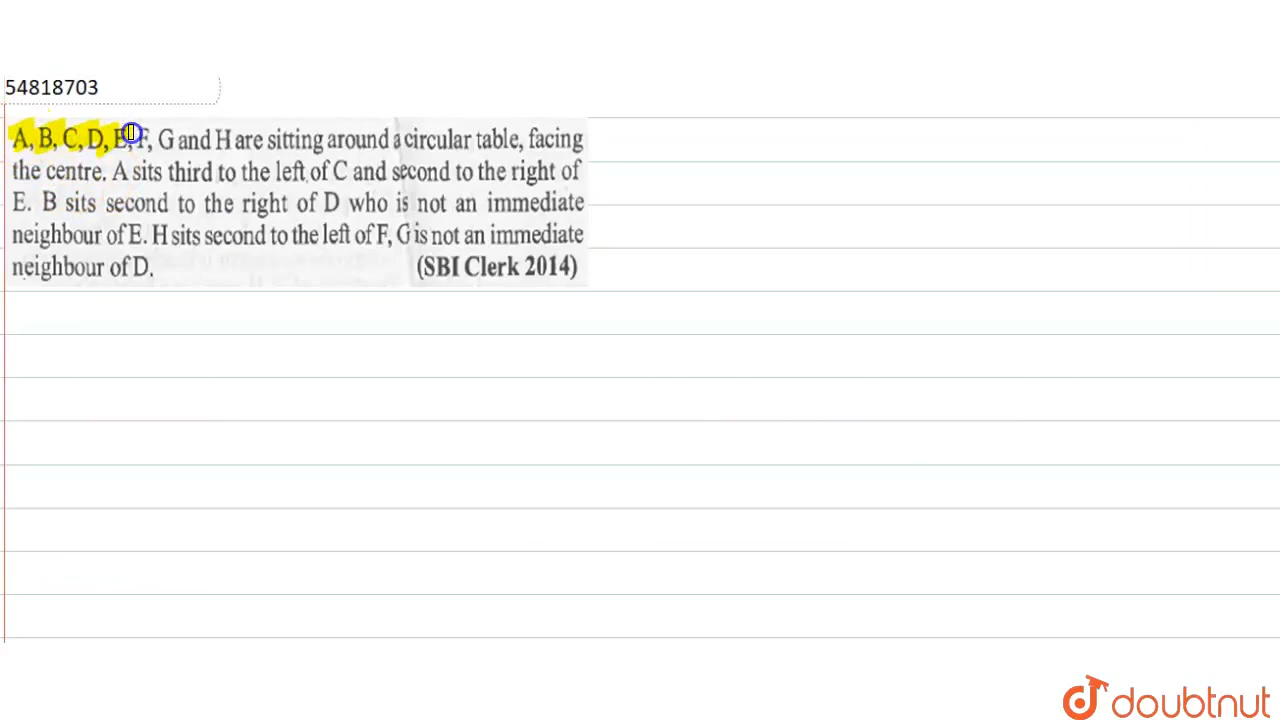 54818703
A, B, C, D, E, F, G and H are sitting around a circular table, facing
the centre. A sits third to the left of C and second to the right of
E. B sits second to the right of D who is not an immediate
neighbour of E. H sits second to the left of F, G is not an immediate
neighbour of D. (SBI Clerk 2014)
doubtnut